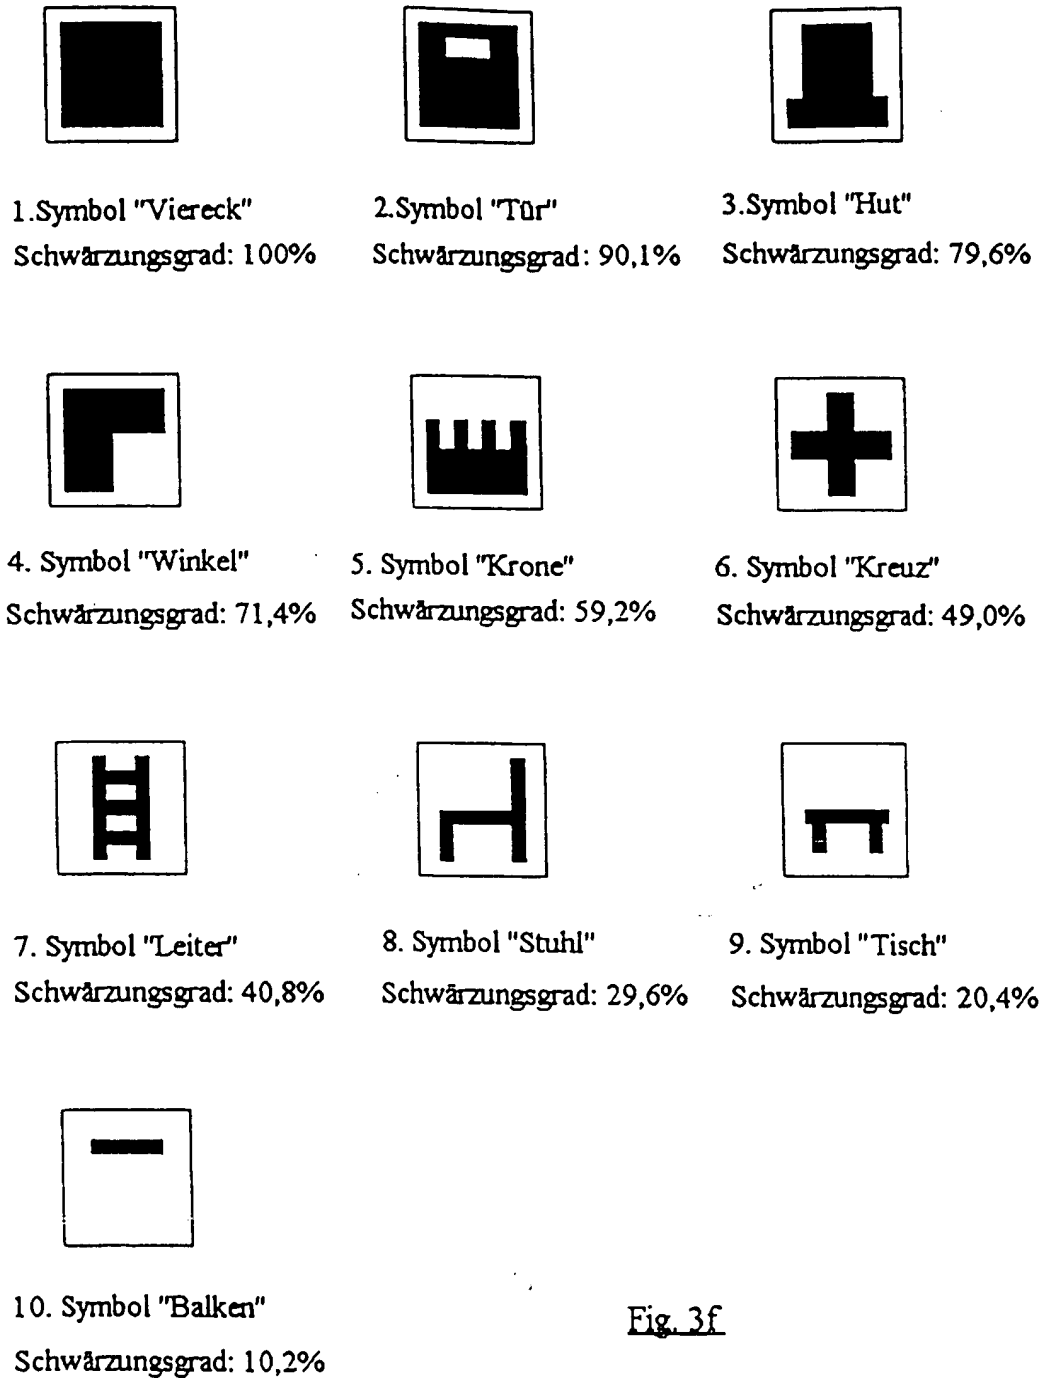 1.Symbol "Viereck"
Schwärzungsgrad: 100%
2.Symbol "Tür"
Schwärzungsgrad: 90,1%
3.Symbol "Hut"
Schwärzungsgrad: 79,6%
4. Symbol "Winkel"
Schwärzungsgrad: 71,4%
5. Symbol "Krone"
Schwärzungsgrad: 59,2%
6. Symbol "Kreuz"
Schwärzungsgrad: 49,0%
7. Symbol "Leiter"
Schwärzungsgrad: 40,8%
8. Symbol "Stuhl"
Schwärzungsgrad: 29,6%
9. Symbol "Tisch"
Schwärzungsgrad: 20,4%
10. Symbol "Balken"
Schwärzungsgrad: 10,2%
Fig. 3f